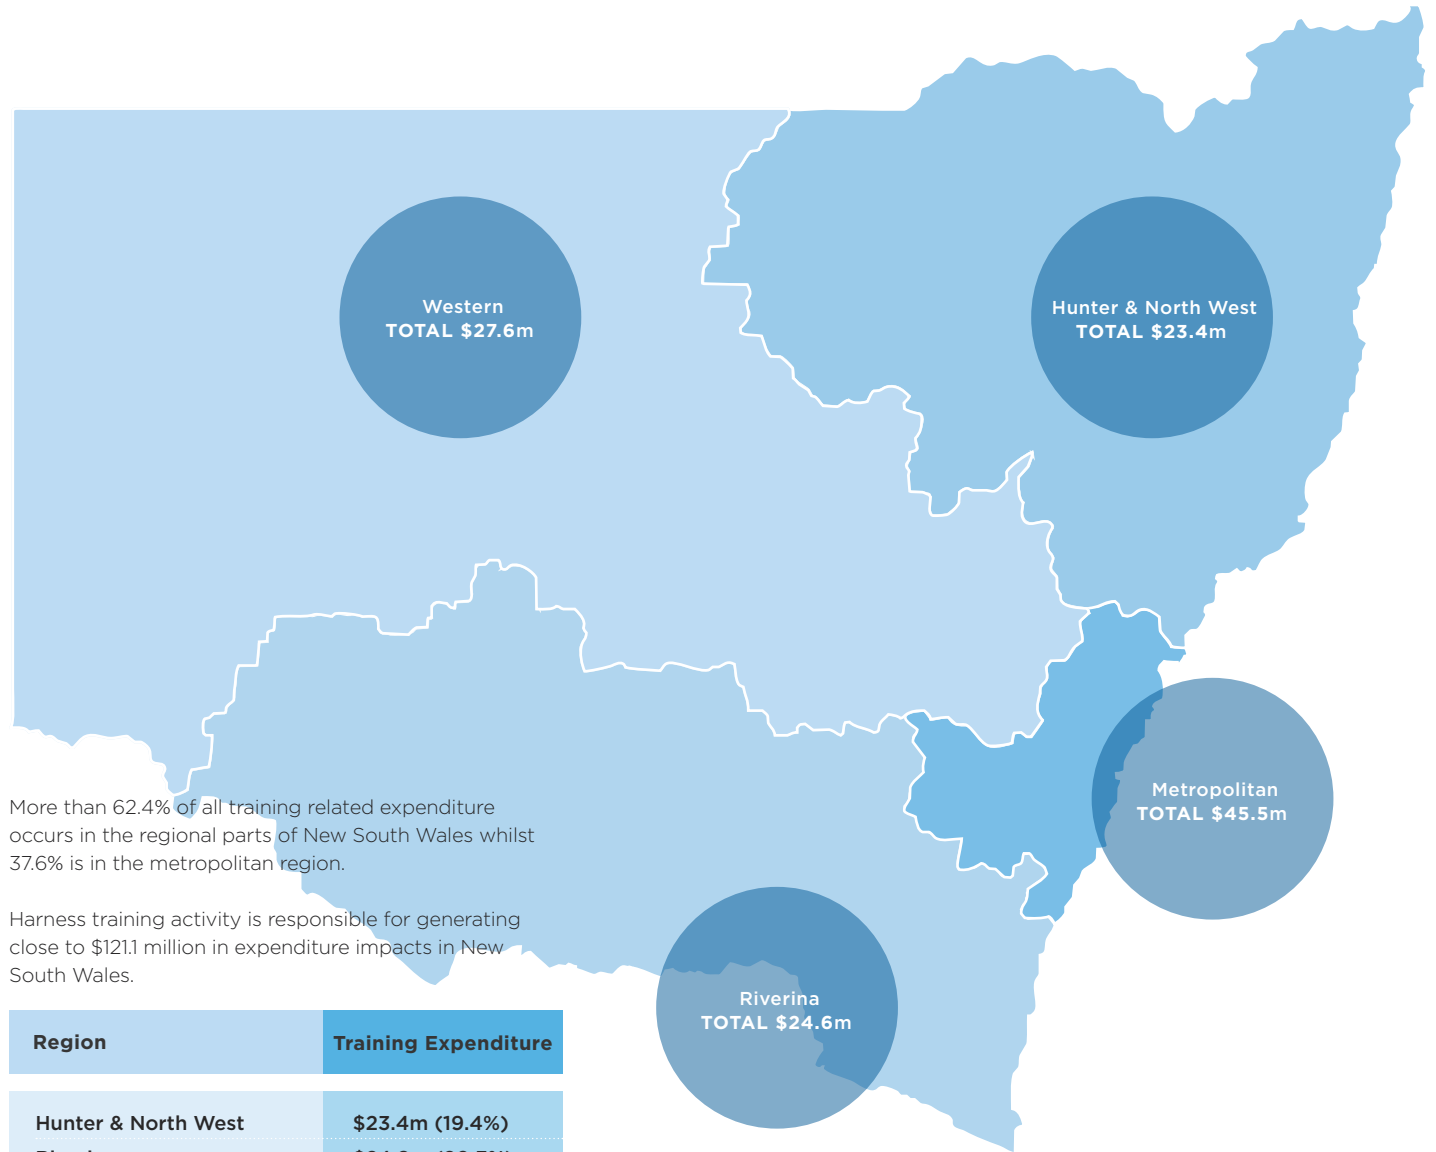 Western
TOTAL $27.6m
Hunter & North West
TOTAL $23.4m
Metropolitan
TOTAL $45.5m
More than 62.4% of all training related expenditure
occurs in the regional parts of New South Wales whilst
37.6% is in the metropolitan region.
Harness training activity is responsible for generating
close to $121.1 million in expenditure impacts in New
South Wales.
Riverina
TOTAL $24.6m
Region Training Expenditure
Hunter & North West $23.4m (19.4%)